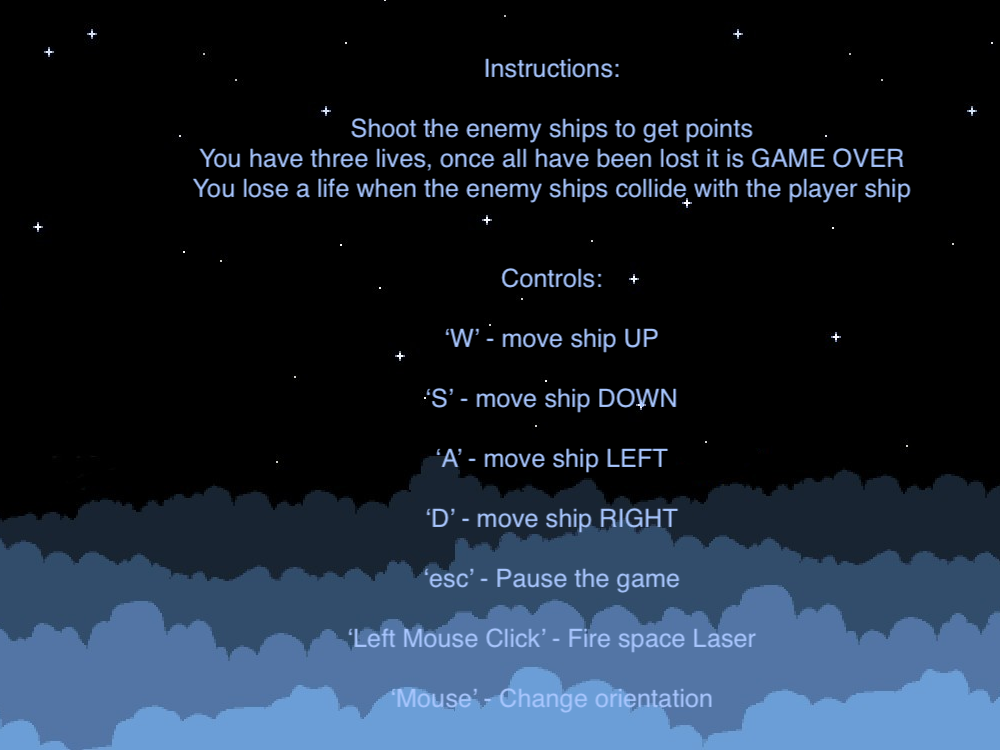 Instructions:
Shoot the enemy ships to get points
You have three lives, once all have been lost it is GAME OVER
You lose a life when the enemy ships collide with the player ship
Controls:
‘W’ - move ship UP
‘S’ - move ship DOWN
‘A’ - move ship LEFT
‘D’ - move ship RIGHT
‘esc’ - Pause the game
‘Left Mouse Click’ - Fire space Laser
‘Mouse’ - Change orientation